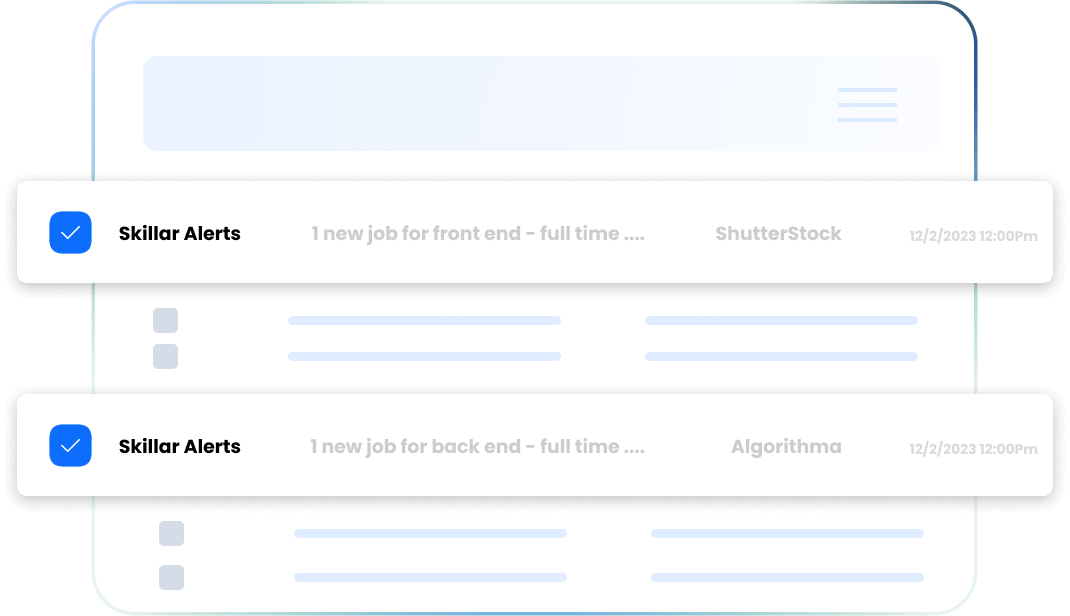 Skillar Alerts 1 new job for front end - full time .... ShutterStock 12/2/2023 12:00Pm
Skillar Alerts 1 new job for back end - full time .... Algorithma 12/2/2023 12:00Pm